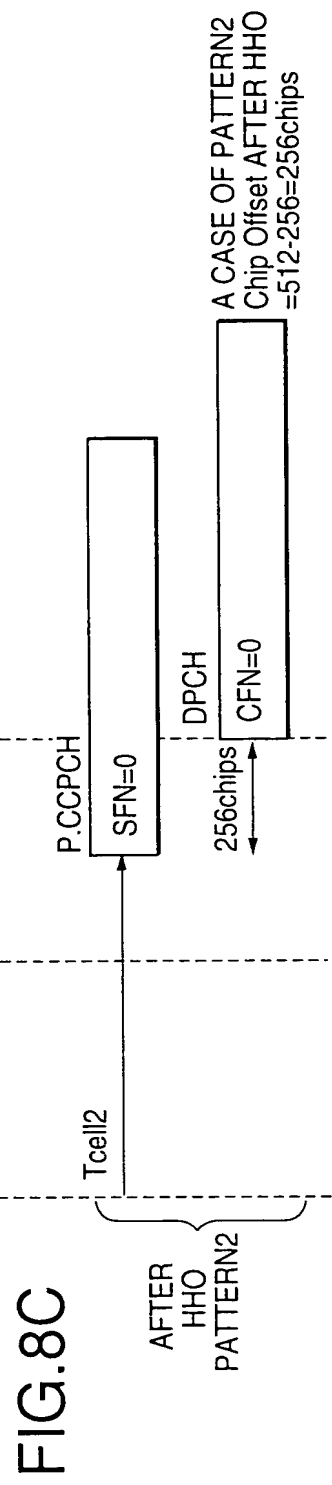 FIG.8C
AFTER
HHO
PATTERN2
Tcell2
P.CCPCH
SFN=0
256chips
DPCH
CFN=0
A CASE OF PATTERN2
Chip Offset AFTER HHO
=512-256=256chips